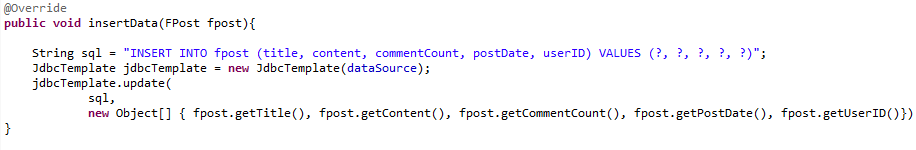 @Override
public void insertData(FPost fpost){
String sql = "INSERT INTO fpost (title, content, commentCount, postDate, userID) VALUES (?, ?, ?, ?, ?)";
JdbcTemplate jdbcTemplate = new JdbcTemplate(dataSource);
jdbcTemplate.update(
sql,
new Object[] { fpost.getTitle(), fpost.getContent(), fpost.getCommentCount(), fpost.getPostDate(), fpost.getUserID()})
}